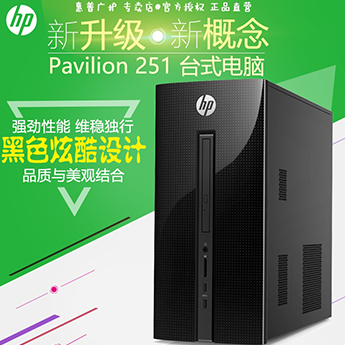 惠普广沪 专卖店@官方授权 正品直营
hp
新升级·新概念
Pavilion 251 台式电脑
强劲性能 维稳独行
黑色炫酷设计
品质与美观结合
hp